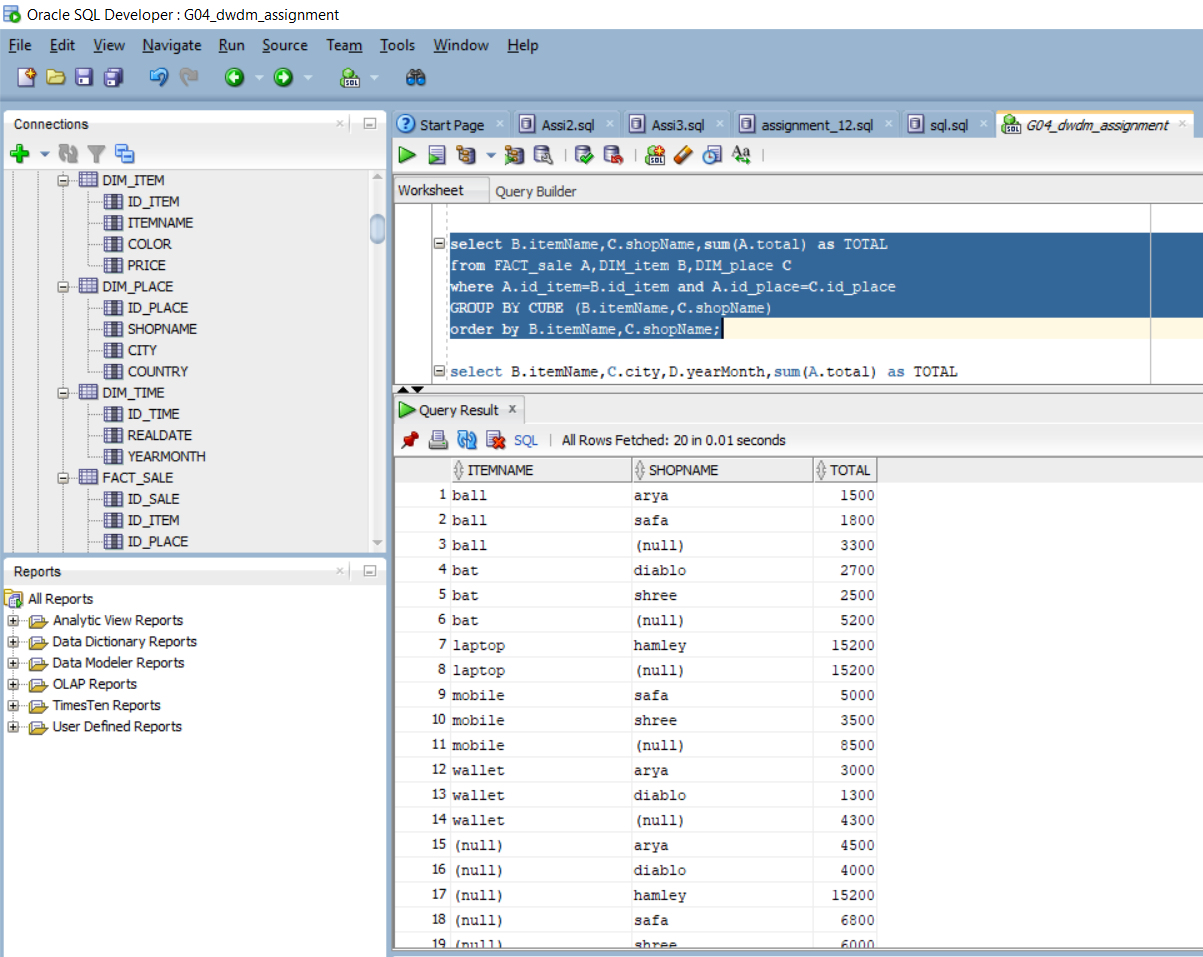 Oracle SQL Developer : G04_dwdm_assignment
File Edit View Navigate Run Source Team Tools Window Help
Connections
DIM_ITEM
ID_ITEM
ITEMNAME
COLOR
PRICE
DIM_PLACE
ID_PLACE
SHOPNAME
CITY
COUNTRY
DIM_TIME
ID_TIME
REALDATE
YEARMONTH
FACT_SALE
ID_SALE
ID_ITEM
ID_PLACE
Reports
All Reports
Analytic View Reports
Data Dictionary Reports
Data Modeler Reports
OLAP Reports
TimesTen Reports
User Defined Reports
Start Page Assi2.sql Assi3.sql assignment_12.sql sql.sql G04_dwdm_assignment
Worksheet Query Builder
select B.itemName,C.shopName,sum(A.total) as TOTAL
from FACT_sale A,DIM_item B,DIM_place C
where A.id_item=B.id_item and A.id_place=C.id_place
GROUP BY CUBE (B.itemName,C.shopName)
order by B.itemName,C.shopName;
select B.itemName,C.city,D.yearMonth,sum(A.total) as TOTAL
Query Result
SQL | All Rows Fetched: 20 in 0.01 seconds
ITEMNAME SHOPNAME TOTAL
1 ball arya 1500
2 ball safa 1800
3 ball (null) 3300
4 bat diablo 2700
5 bat shree 2500
6 bat (null) 5200
7 laptop hamley 15200
8 laptop (null) 15200
9 mobile safa 5000
10 mobile shree 3500
11 mobile (null) 8500
12 wallet arya 3000
13 wallet diablo 1300
14 wallet (null) 4300
15 (null) arya 4500
16 (null) diablo 4000
17 (null) hamley 15200
18 (null) safa 6800
19 (null) shree 6000